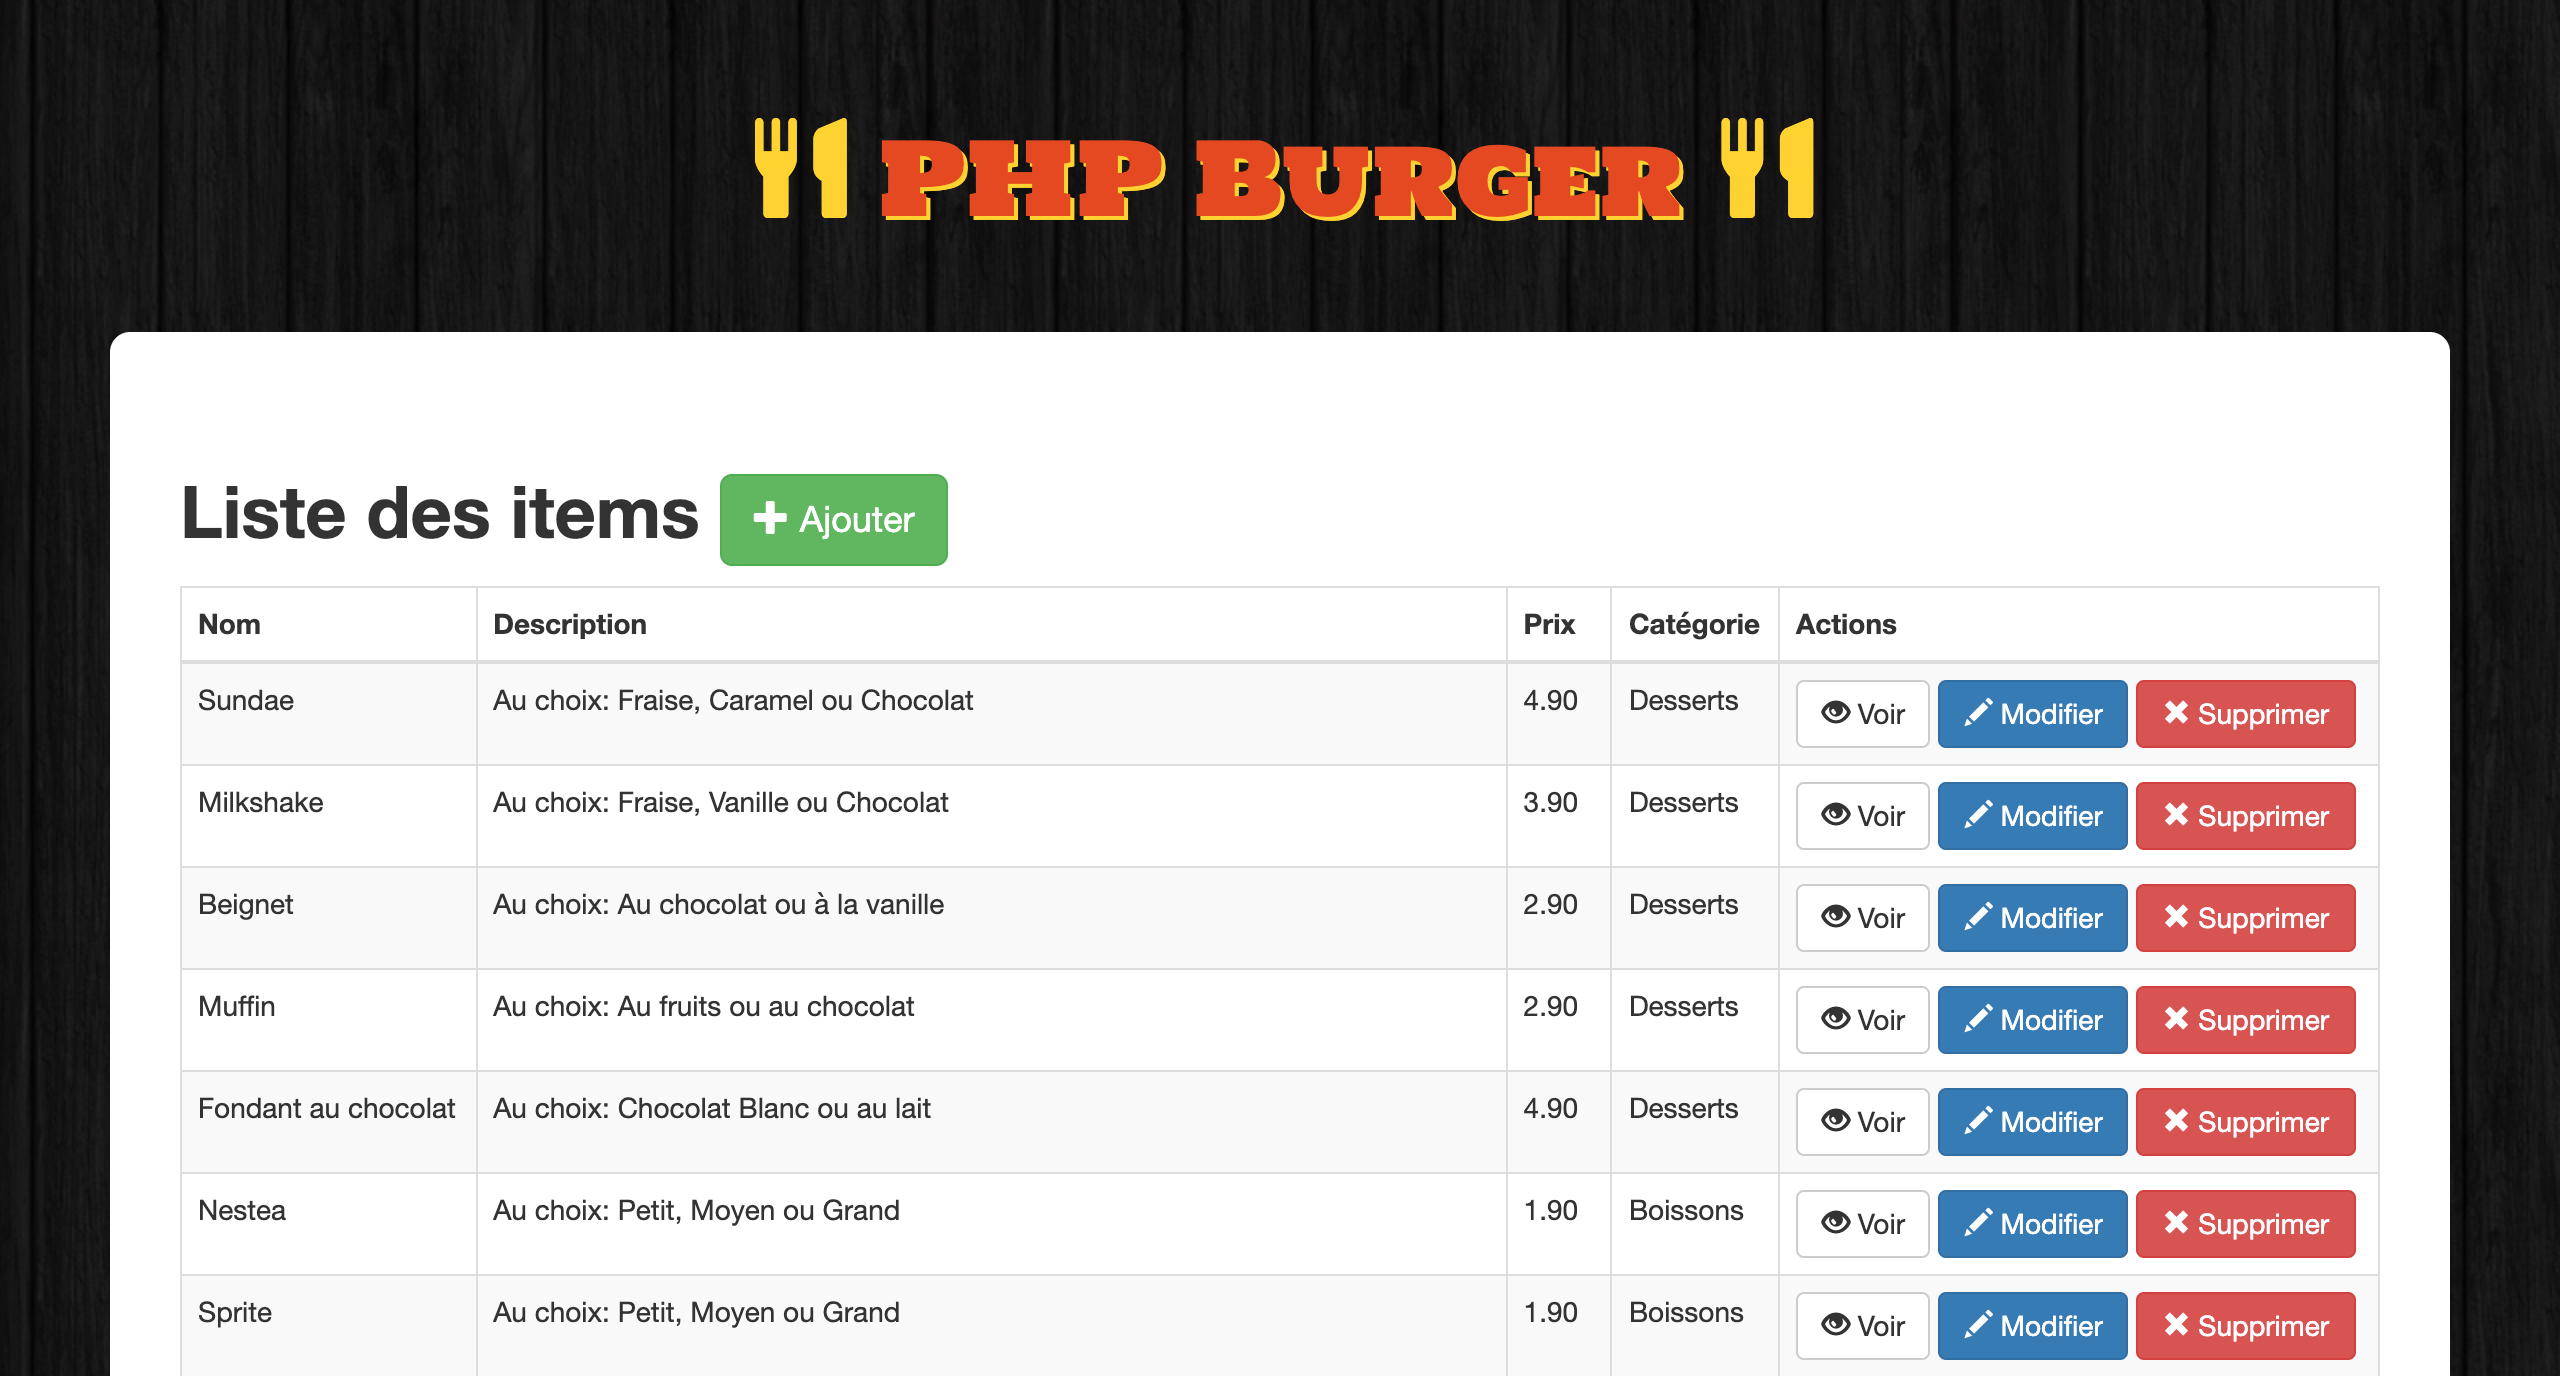 PHP Burger
Liste des items Ajouter
Nom Description Prix Catégorie Actions
Sundae Au choix: Fraise, Caramel ou Chocolat 4.90 Desserts Voir Modifier Supprimer
Milkshake Au choix: Fraise, Vanille ou Chocolat 3.90 Desserts Voir Modifier Supprimer
Beignet Au choix: Au chocolat ou à la vanille 2.90 Desserts Voir Modifier Supprimer
Muffin Au choix: Au fruits ou au chocolat 2.90 Desserts Voir Modifier Supprimer
Fondant au chocolat Au choix: Chocolat Blanc ou au lait 4.90 Desserts Voir Modifier Supprimer
Nestea Au choix: Petit, Moyen ou Grand 1.90 Boissons Voir Modifier Supprimer
Sprite Au choix: Petit, Moyen ou Grand 1.90 Boissons Voir Modifier Supprimer